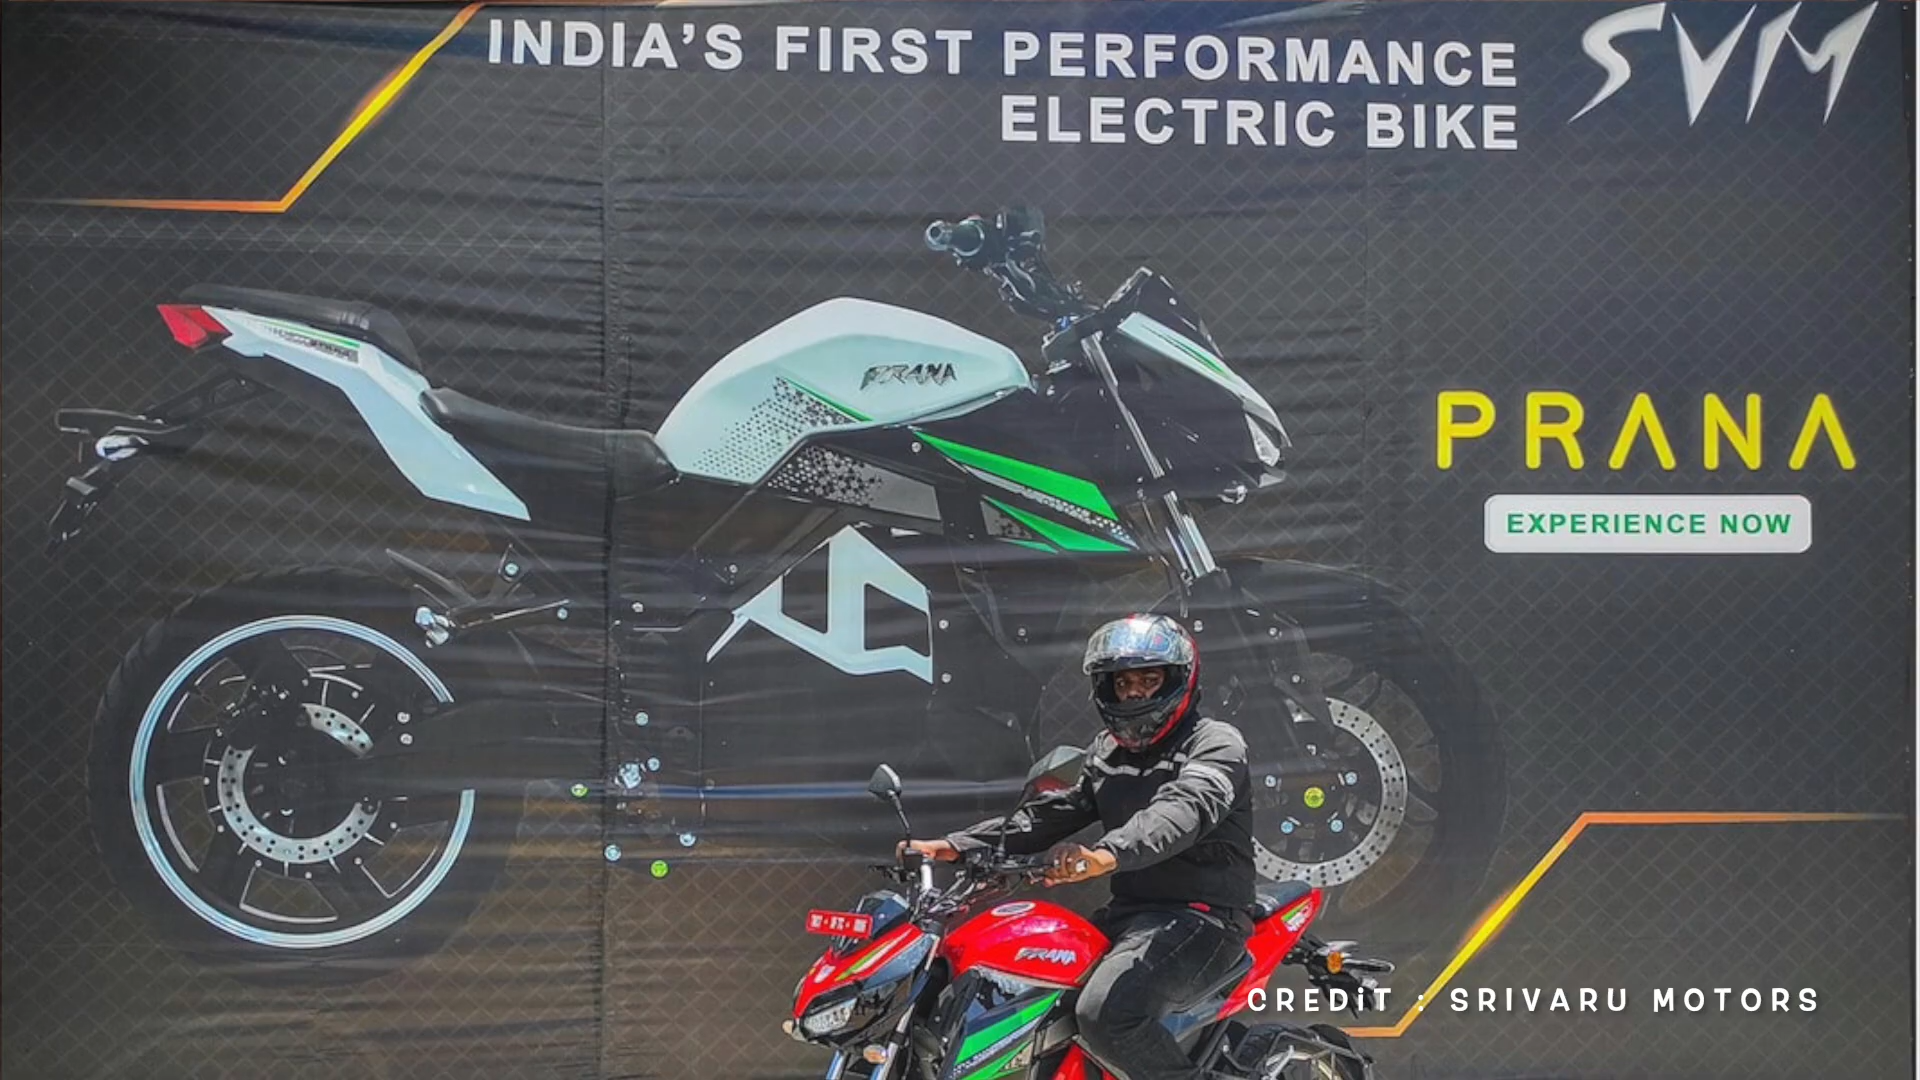 INDIA'S FIRST PERFORMANCE
ELECTRIC BIKE
SVM
PRANA
PRANA
EXPERIENCE NOW
PRANA
CREDiT : SRIVARU MOTORS